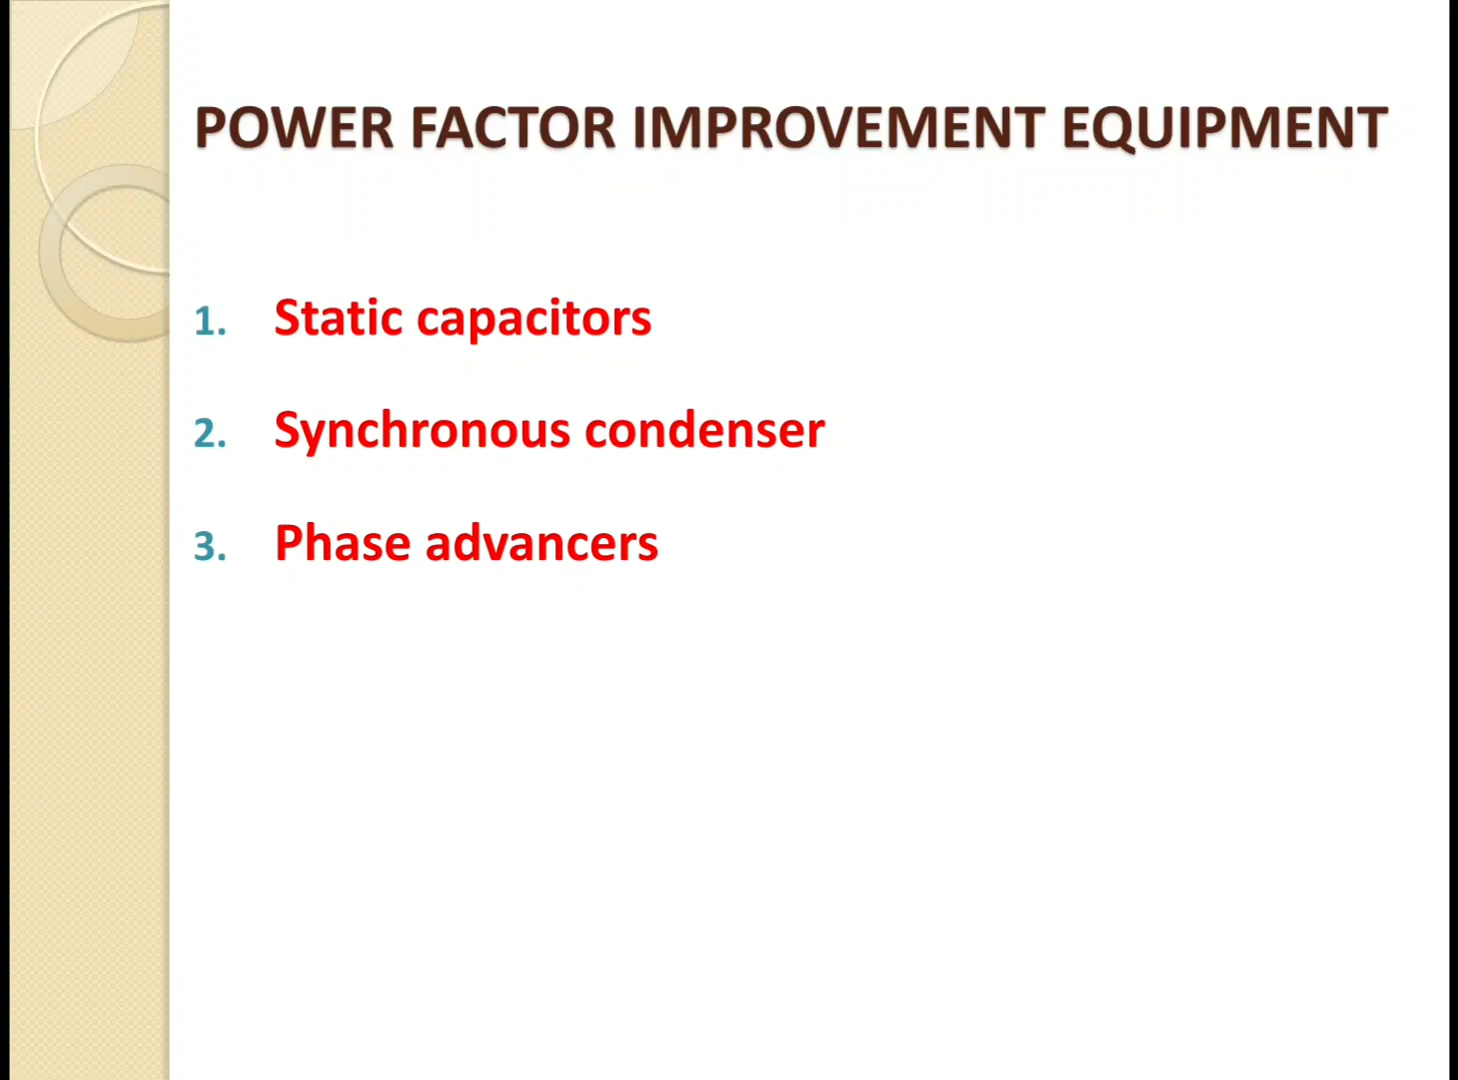 POWER FACTOR IMPROVEMENT EQUIPMENT
1. Static capacitors
2. Synchronous condenser
3. Phase advancers